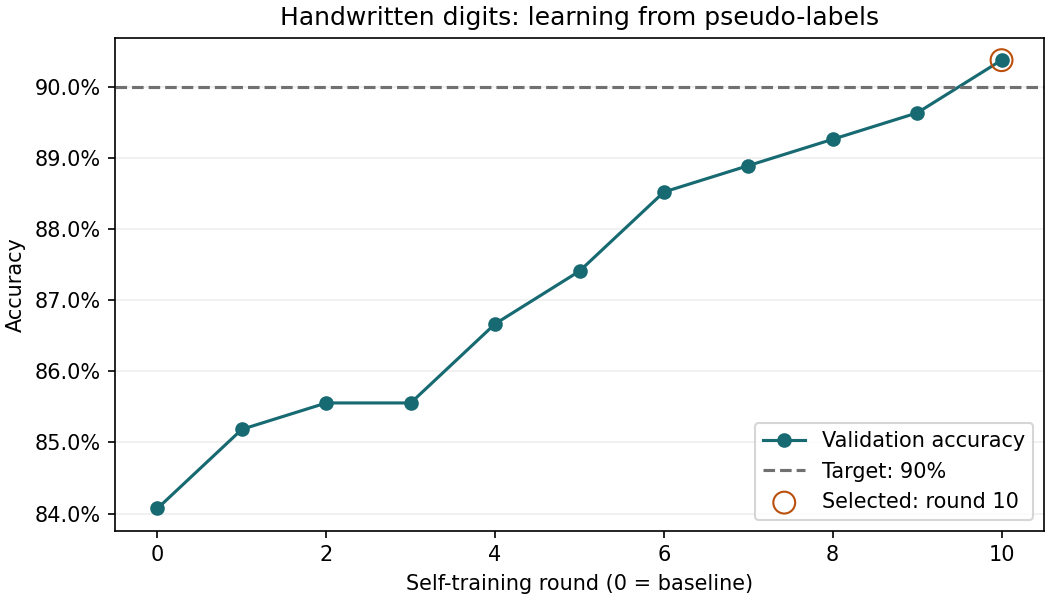 Handwritten digits: learning from pseudo-labels
Accuracy
90.0%
89.0%
88.0%
87.0%
86.0%
85.0%
84.0%
Validation accuracy
Target: 90%
Selected: round 10
0 2 4 6 8 10
Self-training round (0 = baseline)